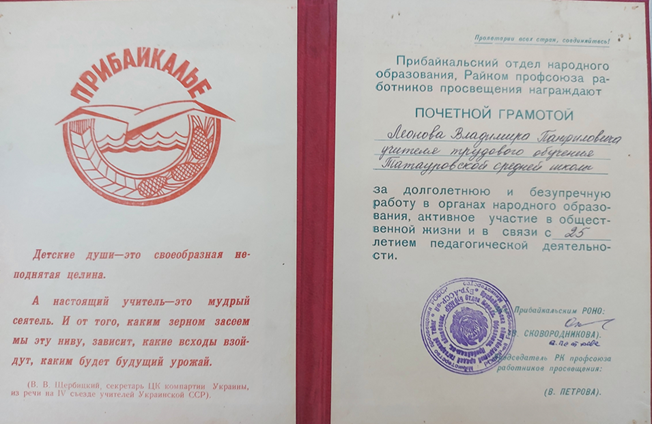 ПРИБАЙКАЛЬЕ
Детские души—это своеобразная не-
поднятая целина.
А настоящий учитель—это мудрый
сеятель. И от того, каким зерном засеем
мы эту ниву, зависит, какие всходы взой-
дут, каким будет будущий урожай.
(В. В. Щербицкий, секретарь ЦК компартии Украины,
из речи на IV съезде учителей Украинской ССР).
Пролетарии всех стран, соединяйтесь!
Прибайкальский отдел народного
образования, Райком профсоюза ра-
ботников просвещения награждают
ПОЧЕТНОЙ ГРАМОТОЙ
Леонова Владимира Панфиловича
учителя трудового обучения
Татауровской средней школы
за долголетнюю и безупречную
работу в органах народного образо-
вания, активное участие в общест-
венной жизни и в связи с 25
летием педагогической деятельно-
сти.
Прибайкальским РОНО:
СКОВОРОДНИКОВА).
Председатель РК профсоюза
работников просвещения:
(В. ПЕТРОВА).